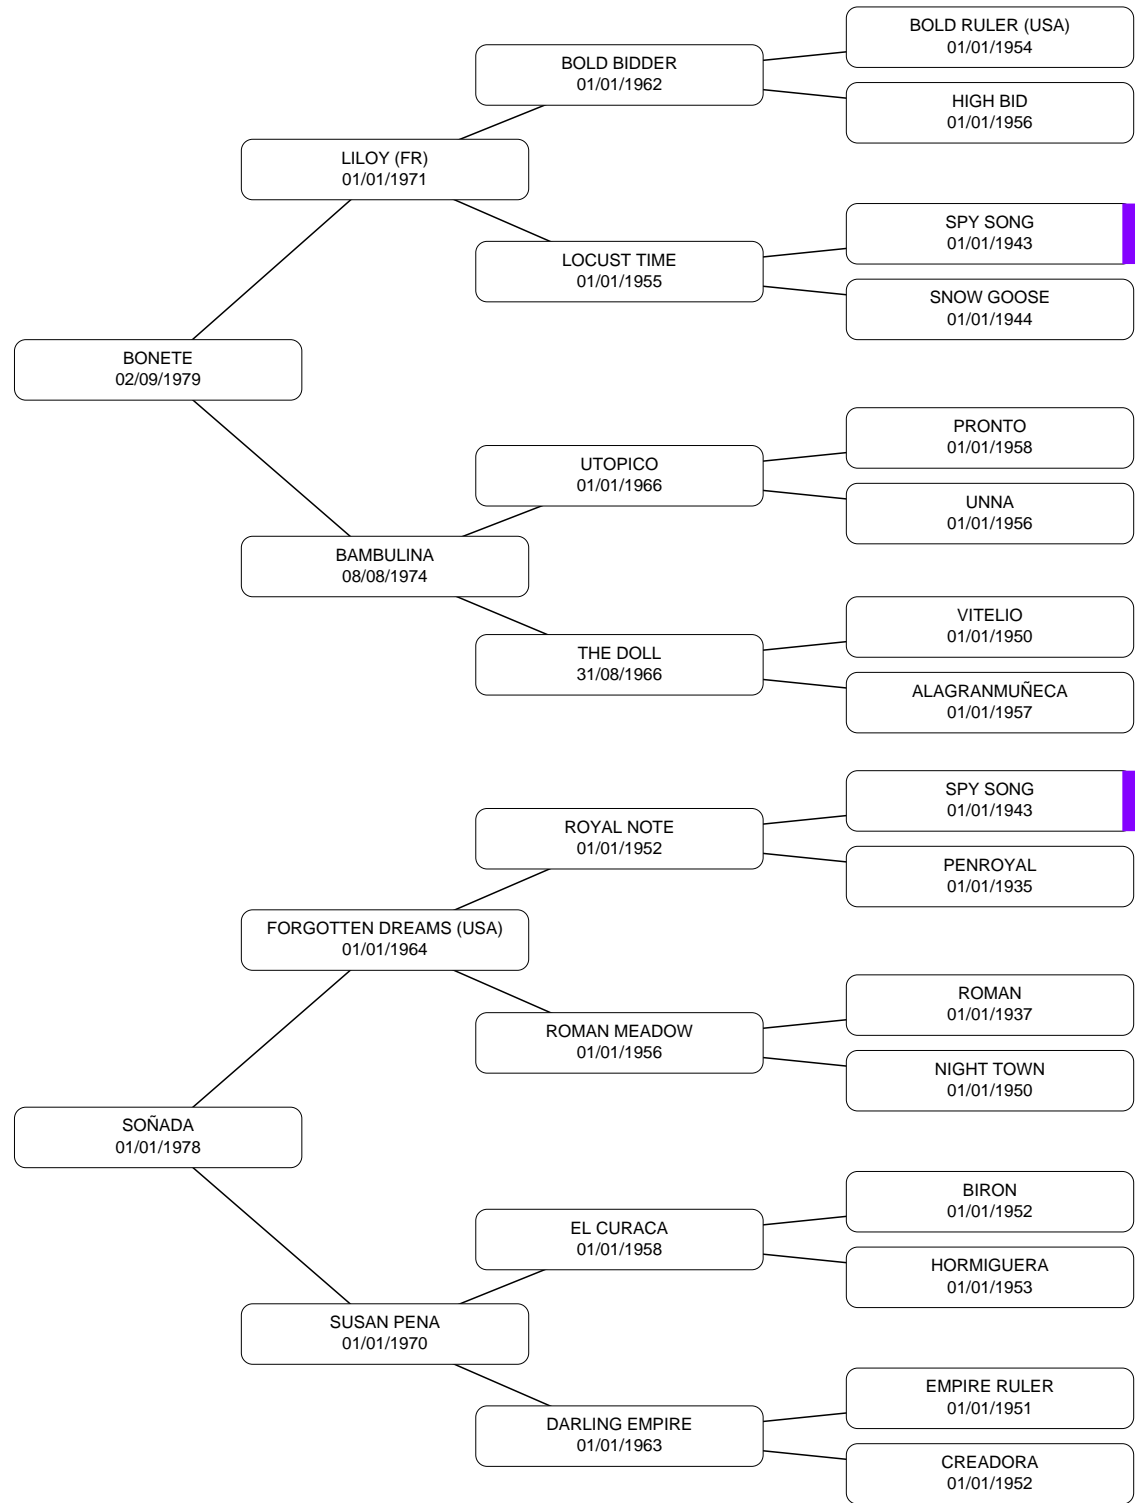 BOLD RULER (USA)
01/01/1954
BOLD BIDDER
01/01/1962
HIGH BID
01/01/1956
LILOY (FR)
01/01/1971
SPY SONG
01/01/1943
LOCUST TIME
01/01/1955
SNOW GOOSE
01/01/1944
BONETE
02/09/1979
PRONTO
01/01/1958
UTOPICO
01/01/1966
UNNA
01/01/1956
BAMBULINA
08/08/1974
VITELIO
01/01/1950
THE DOLL
31/08/1966
ALAGRANMUÑECA
01/01/1957
SPY SONG
01/01/1943
ROYAL NOTE
01/01/1952
PENROYAL
01/01/1935
FORGOTTEN DREAMS (USA)
01/01/1964
ROMAN
01/01/1937
ROMAN MEADOW
01/01/1956
NIGHT TOWN
01/01/1950
SOÑADA
01/01/1978
BIRON
01/01/1952
EL CURACA
01/01/1958
HORMIGUERA
01/01/1953
SUSAN PENA
01/01/1970
EMPIRE RULER
01/01/1951
DARLING EMPIRE
01/01/1963
CREADORA
01/01/1952